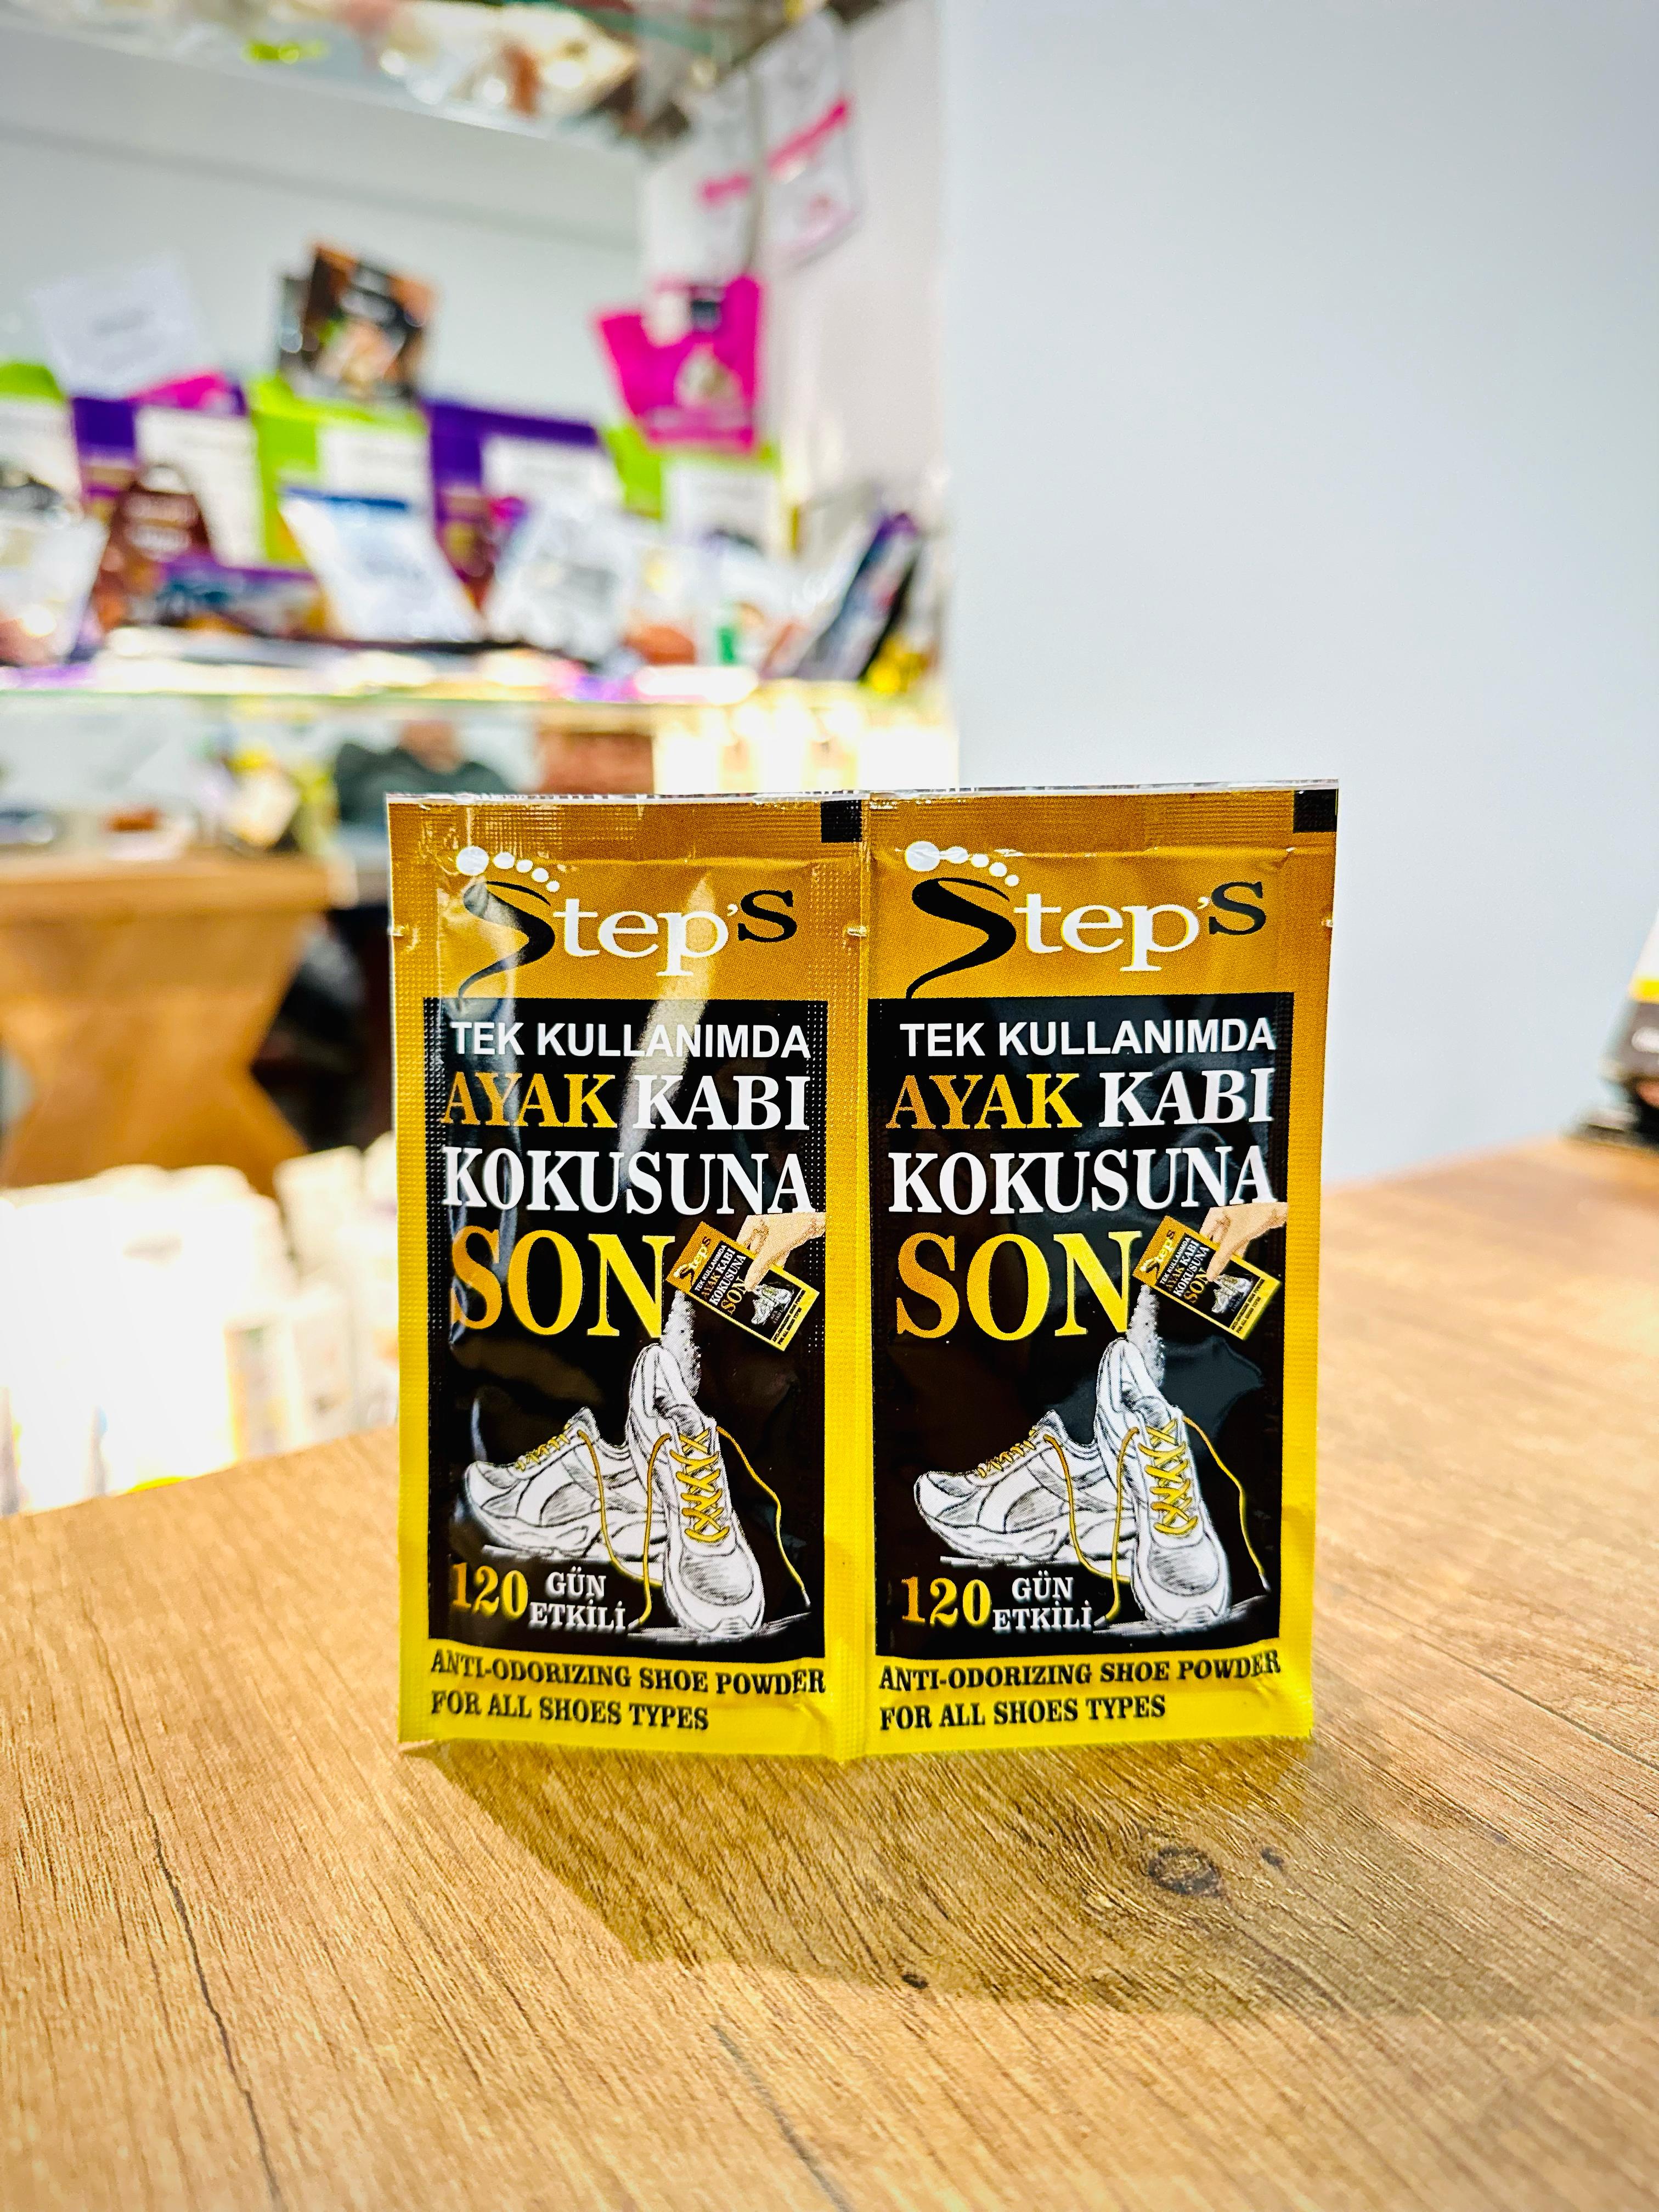 Step's
TEK KULLANIMDA
AYAK KABI
KOKUSUNA
SON
120 GÜN
ETKİLİ
ANTI-ODORIZING SHOE POWDER
FOR ALL SHOES TYPES
Step's
TEK KULLANIMDA
AYAK KABI
KOKUSUNA
SON
120 GÜN
ETKİLİ
ANTI-ODORIZING SHOE POWDER
FOR ALL SHOES TYPES